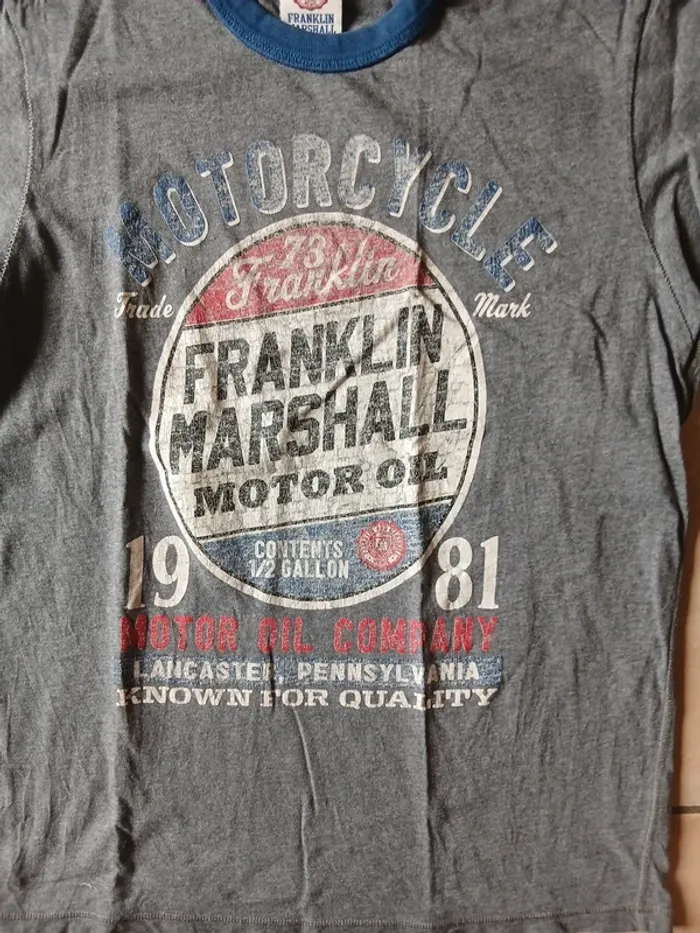 FRANKLIN
MARSHALL
MOTORCYCLE
73
Franklin
Trade Mark
FRANKLIN
MARSHALL
MOTOR OIL
CONTENTS
1/2 GALLON
19 81
MOTOR OIL COMPANY
LANCASTER, PENNSYLVANIA
KNOWN FOR QUALITY